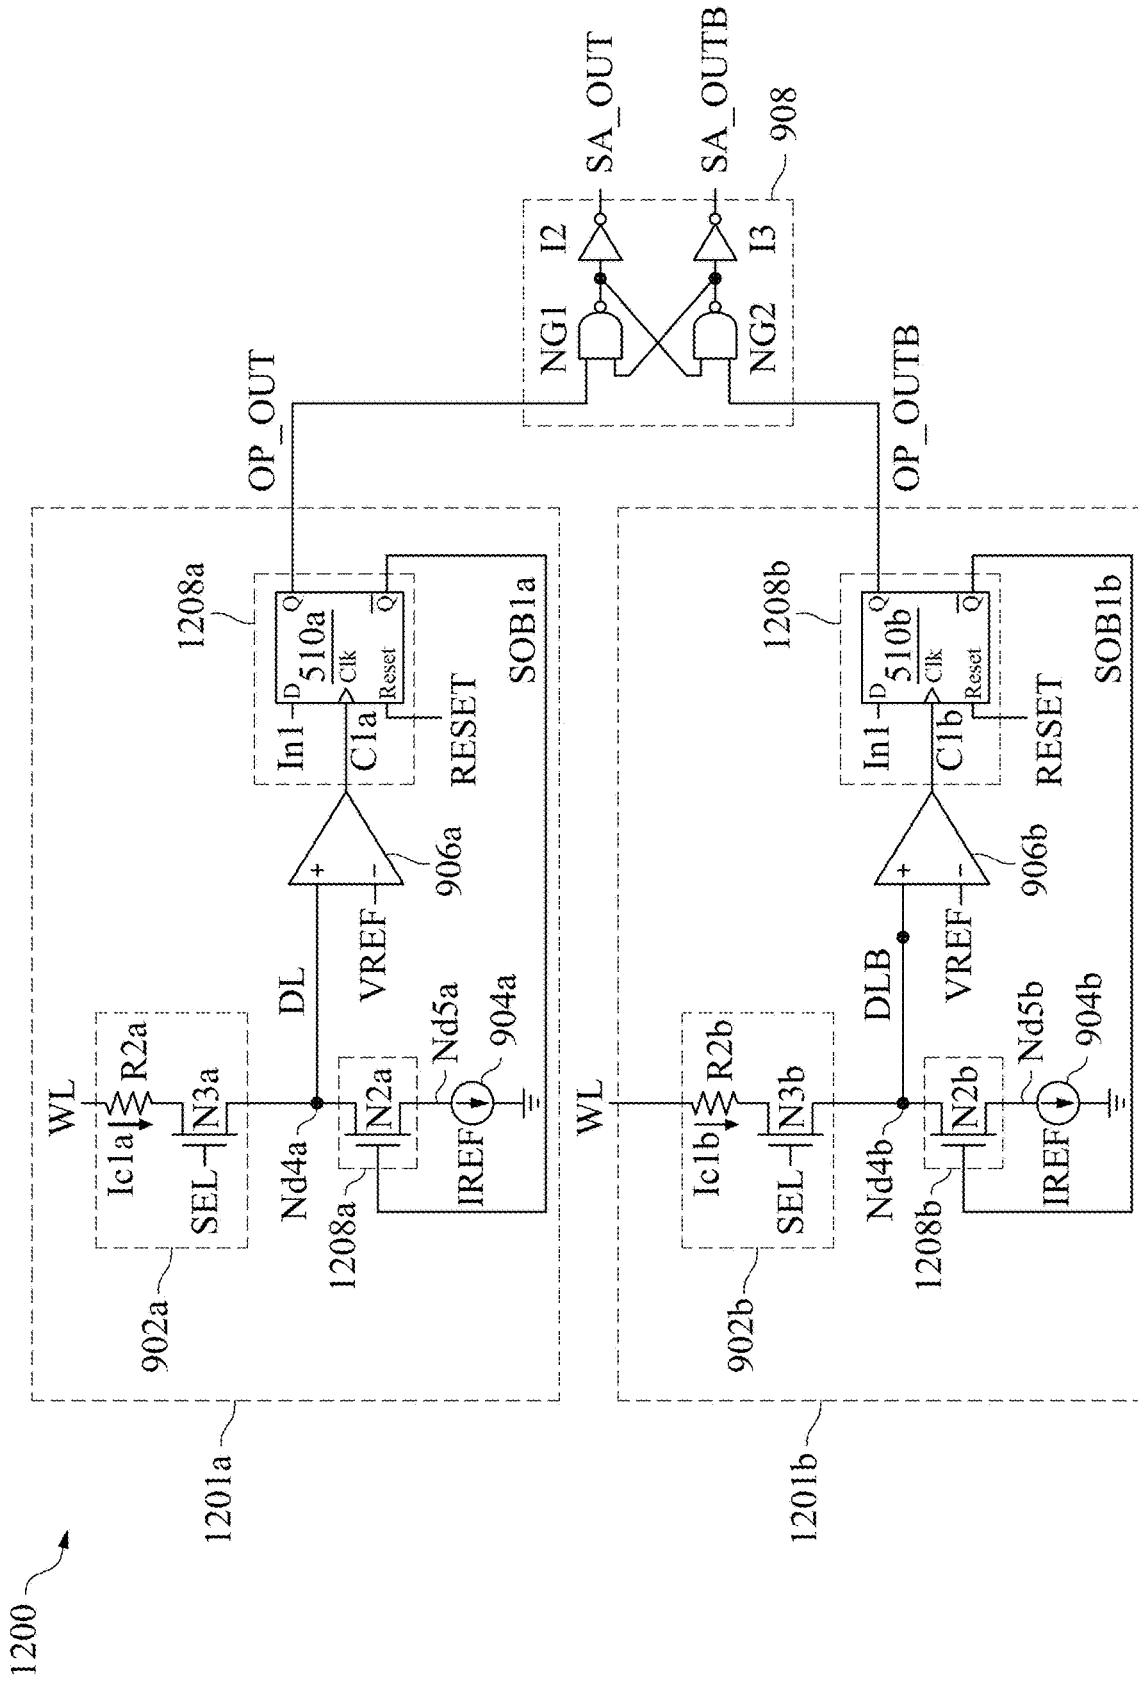 1200
1201a
902a
WL
Ic1a
R2a
SEL
N3a
Nd4a
DL
1208a
N2a
Nd5a
IREF
904a
VREF
+
−
906a
1208a
In1
D
Q
510a
C1a
Clk
Reset
Q
RESET
SOB1a
OP_OUT
1201b
902b
WL
Ic1b
R2b
SEL
N3b
Nd4b
DLB
1208b
N2b
Nd5b
IREF
904b
VREF
+
−
906b
1208b
In1
D
Q
510b
C1b
Clk
Reset
Q
RESET
SOB1b
OP_OUTB
NG1
I2
NG2
I3
SA_OUT
SA_OUTB
908